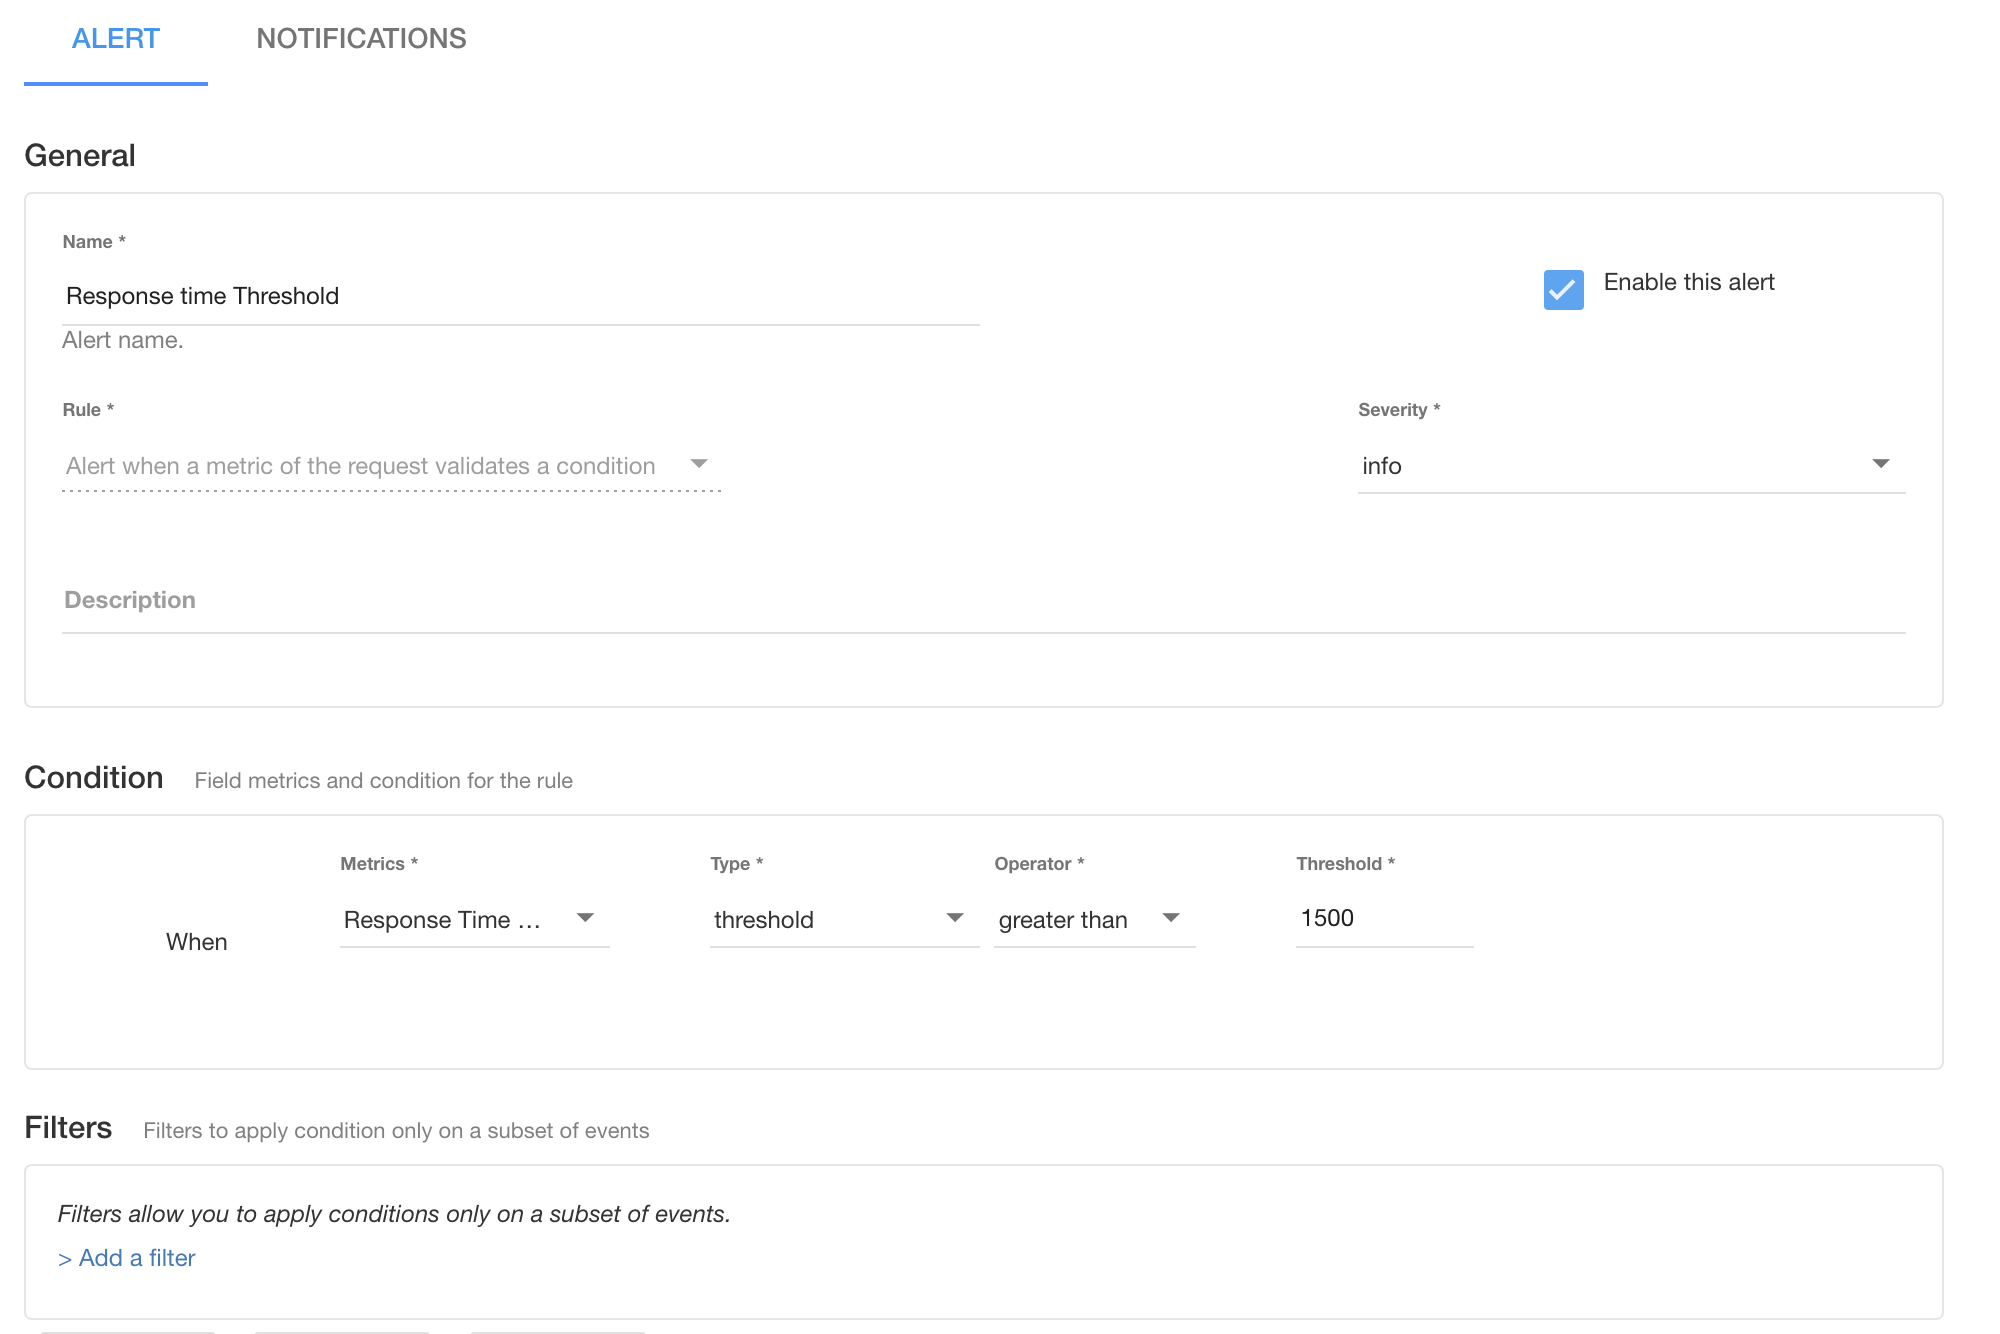 ALERT NOTIFICATIONS
General
Name *
Response time Threshold
Enable this alert
Alert name.
Rule *
Severity *
Alert when a metric of the request validates a condition
info
Description
Condition Field metrics and condition for the rule
Metrics * Type * Operator * Threshold *
When Response Time ... threshold greater than 1500
Filters Filters to apply condition only on a subset of events
Filters allow you to apply conditions only on a subset of events.
> Add a filter